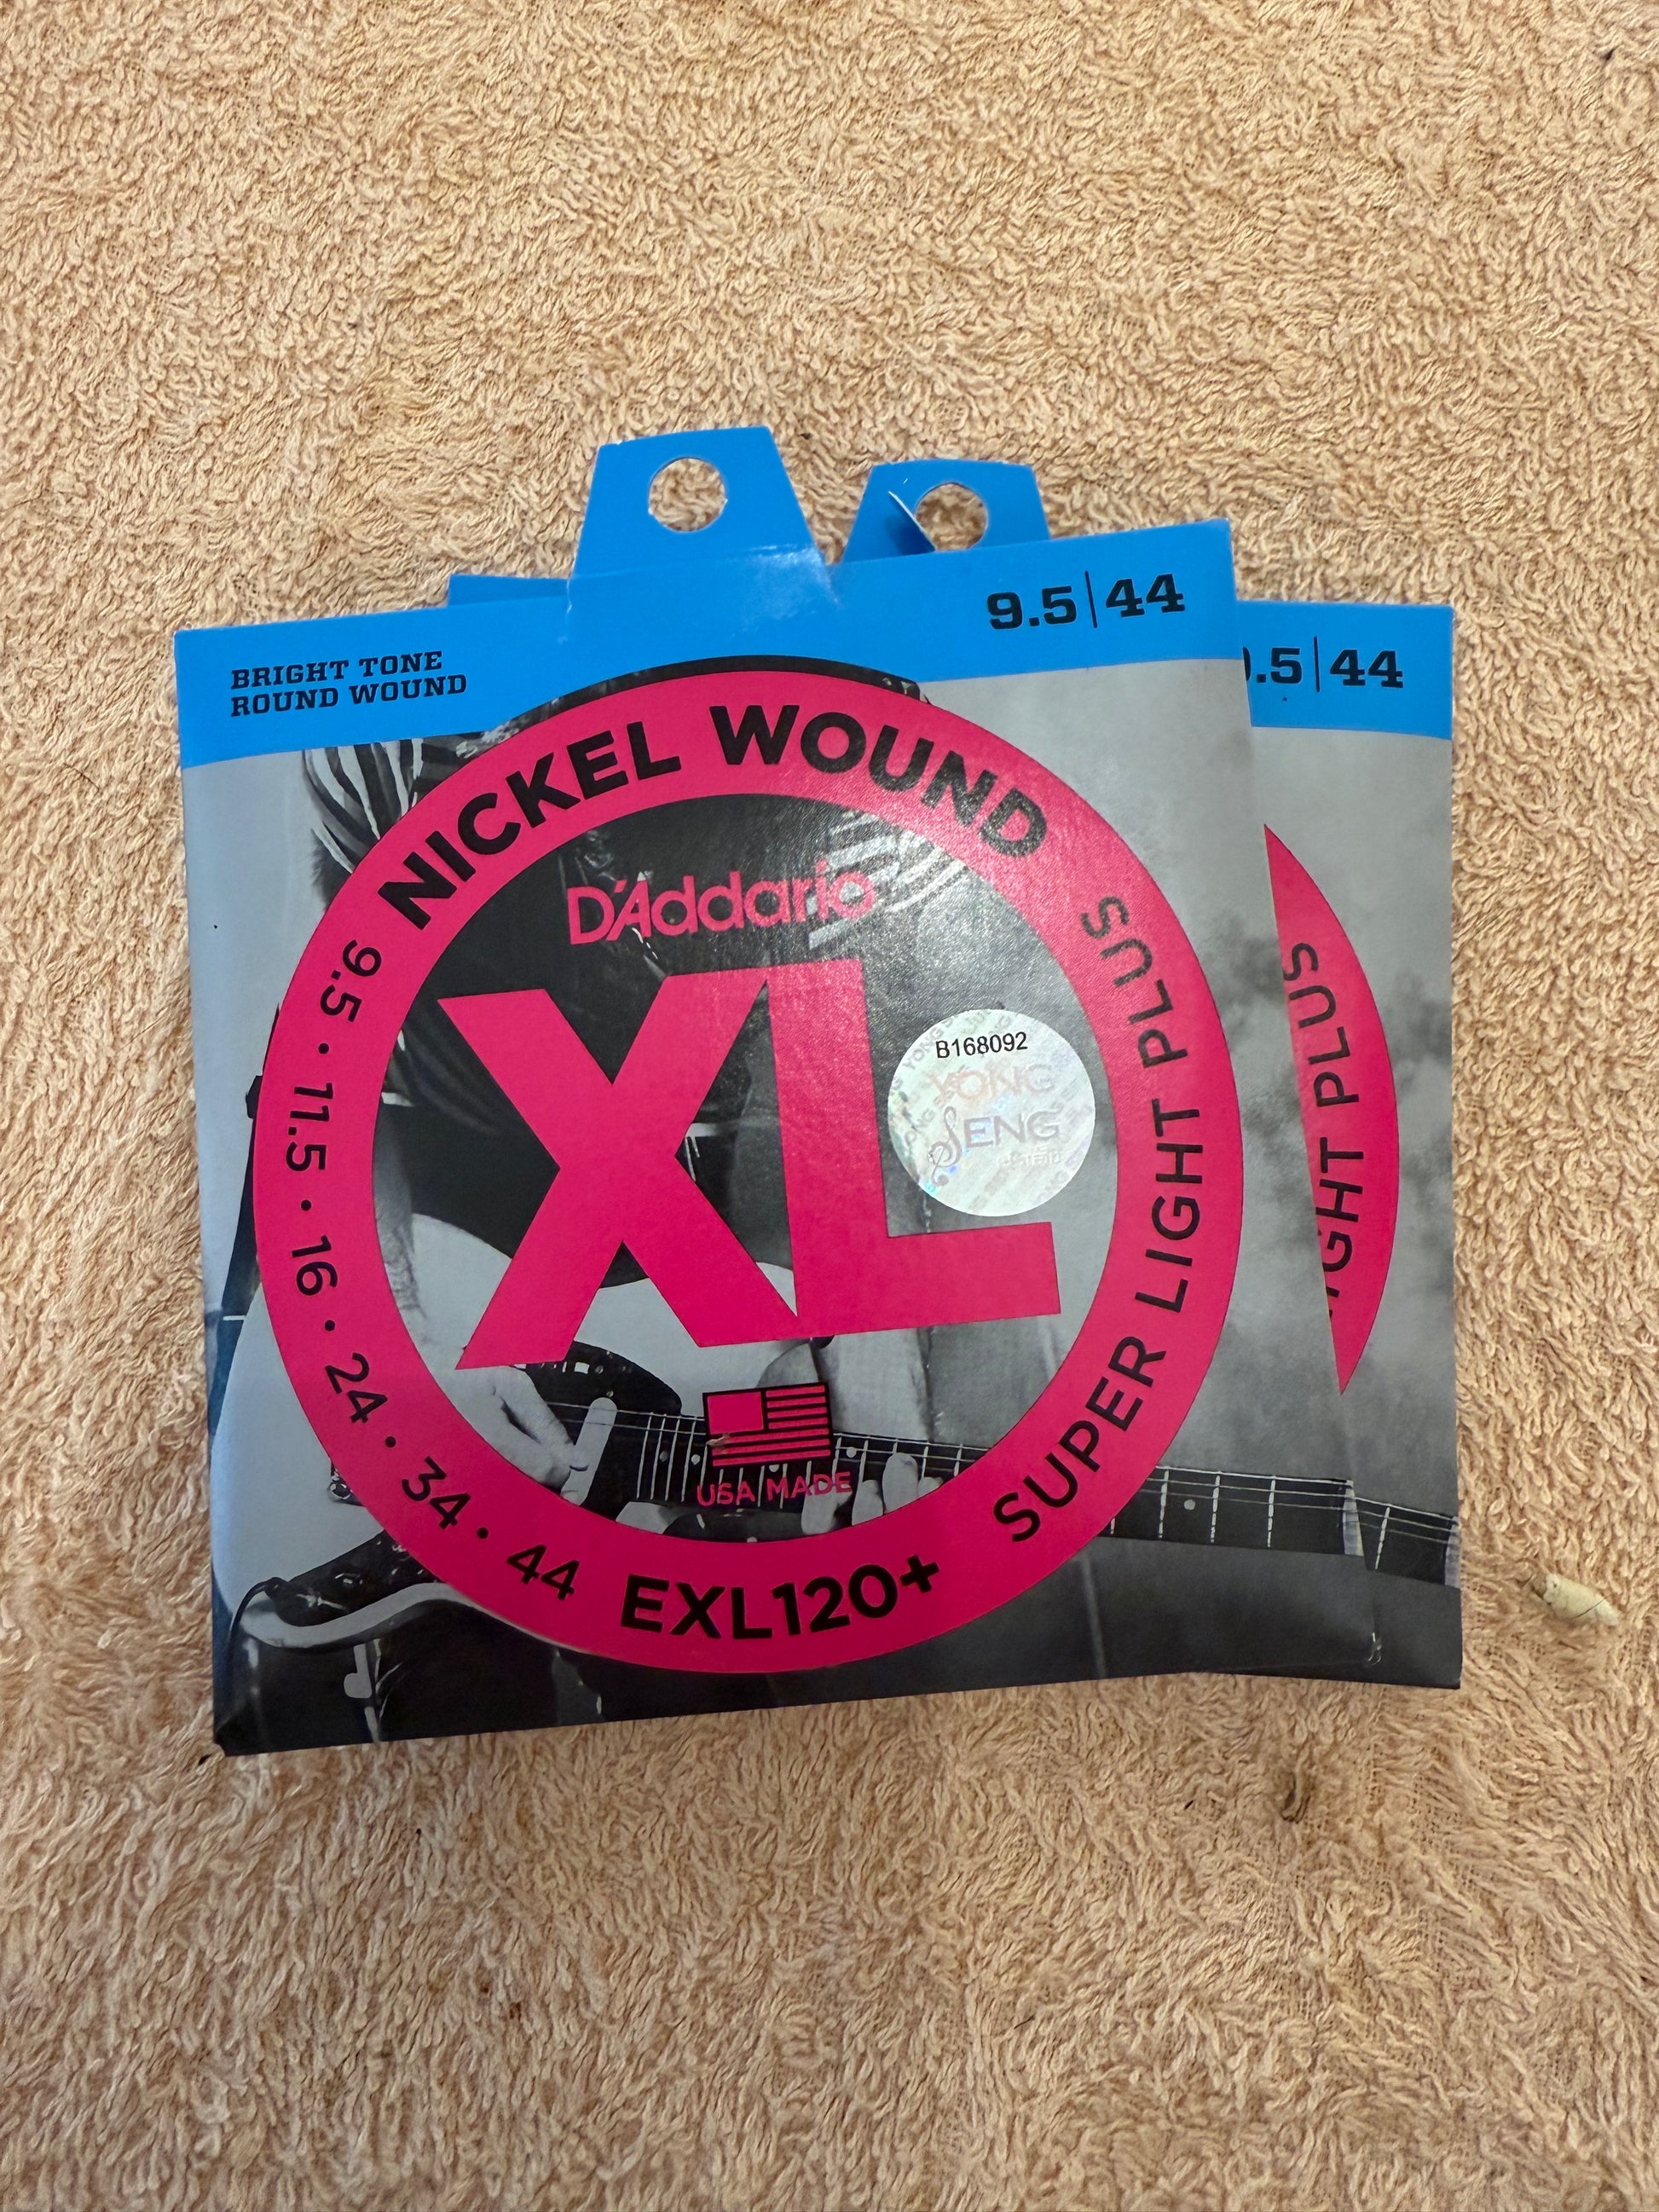 BRIGHT TONE
ROUND WOUND
9.5|44
.5|44
NICKEL WOUND
D'Addario
XL
B168092
YONG
SENG
USA MADE
9.5 · 11.5 · 16 · 24 · 34 · 44
EXL120+
SUPER LIGHT PLUS
GHT PLUS